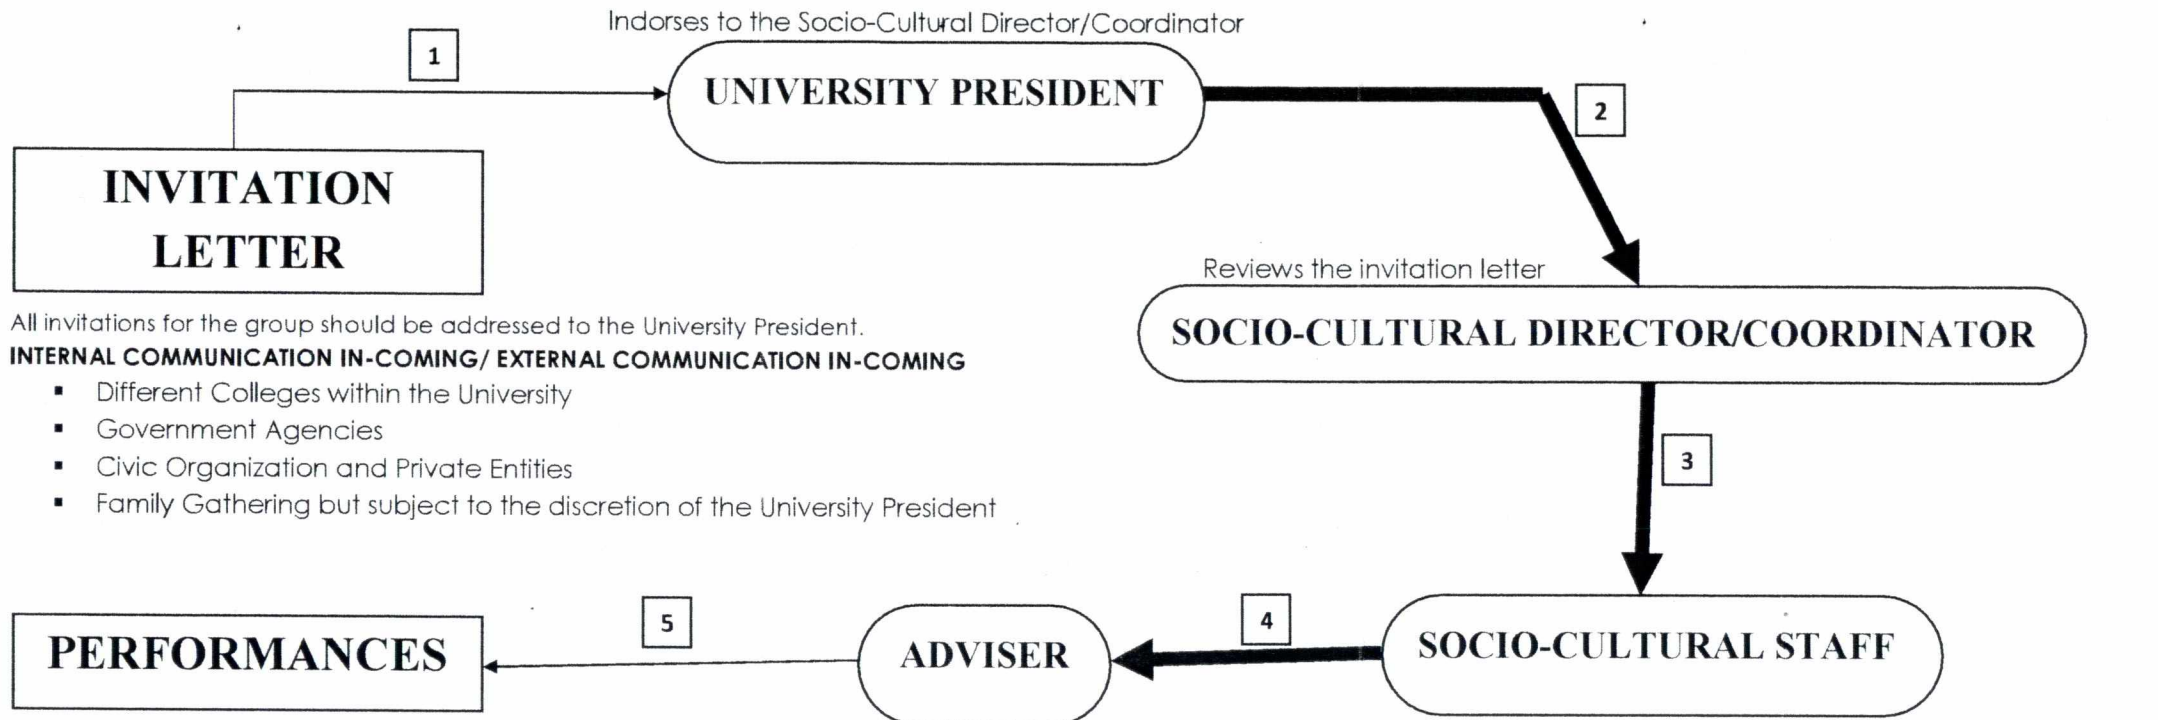 Indorses to the Socio-Cultural Director/Coordinator
1
UNIVERSITY PRESIDENT
2
INVITATION
LETTER
Reviews the invitation letter
SOCIO-CULTURAL DIRECTOR/COORDINATOR
All invitations for the group should be addressed to the University President.
INTERNAL COMMUNICATION IN-COMING/ EXTERNAL COMMUNICATION IN-COMING
▪ Different Colleges within the University
▪ Government Agencies
▪ Civic Organization and Private Entities
▪ Family Gathering but subject to the discretion of the University President
3
PERFORMANCES
5
ADVISER
4
SOCIO-CULTURAL STAFF